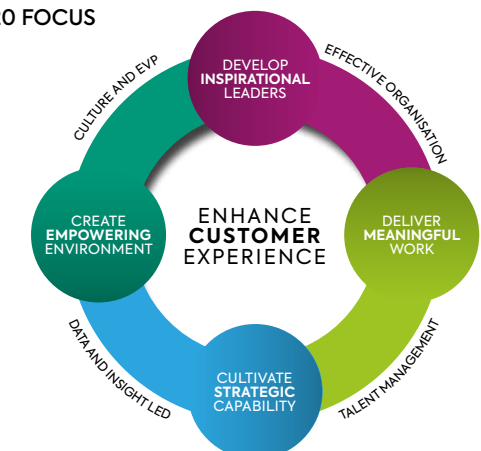 20 FOCUS
CULTURE AND EVP
DEVELOP
INSPIRATIONAL
LEADERS
EFFECTIVE ORGANISATION
CREATE
EMPOWERING
ENVIRONMENT
ENHANCE
CUSTOMER
EXPERIENCE
DELIVER
MEANINGFUL
WORK
DATA AND INSIGHT LED
CULTIVATE
STRATEGIC
CAPABILITY
TALENT MANAGEMENT